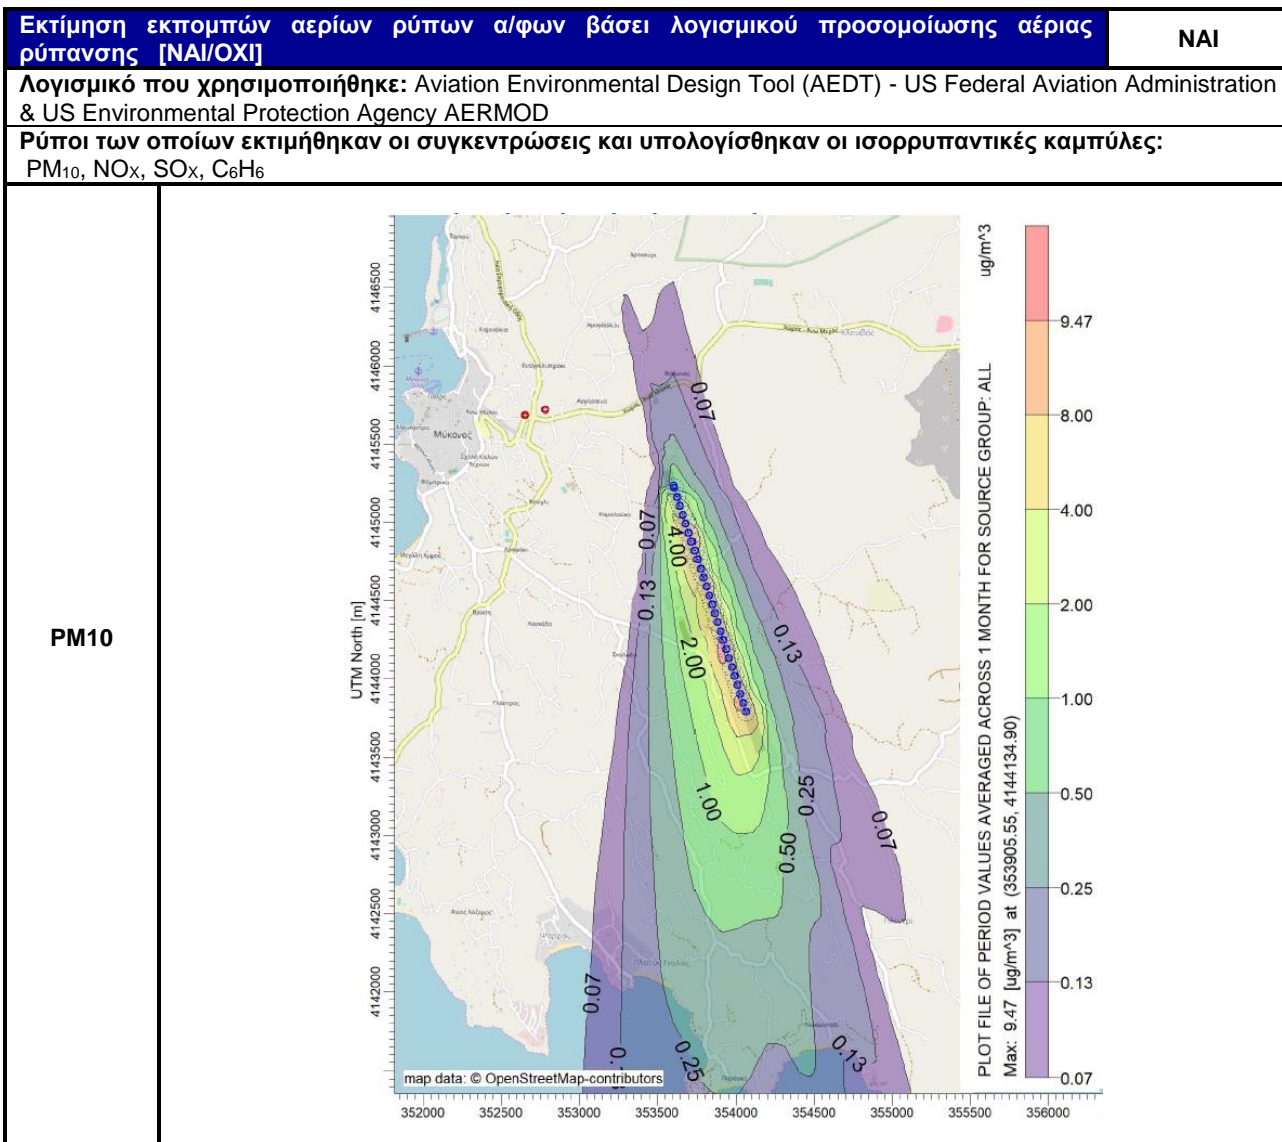 Εκτίμηση εκπομπών αερίων ρύπων α/φων βάσει λογισμικού προσομοίωσης αέριας
ρύπανσης [ΝΑΙ/ΟΧΙ]
ΝΑΙ
Λογισμικό που χρησιμοποιήθηκε: Aviation Environmental Design Tool (AEDT) - US Federal Aviation Administration
& US Environmental Protection Agency AERMOD
Ρύποι των οποίων εκτιμήθηκαν οι συγκεντρώσεις και υπολογίσθηκαν οι ισορρυπαντικές καμπύλες:
PM10, NOX, SOX, C6H6
PM10
UTM North [m]
4146500
4146000
4145500
4145000
4144500
4144000
4143500
4143000
4142500
4142000
352000
352500
353000
353500
354000
354500
355000
355500
356000
Μύκονος
0.07
0.07
0.13
4.00
0.13
2.00
1.00
0.25
0.50
0.07
0.07
0.25
0.13
map data: © OpenStreetMap-contributors
PLOT FILE OF PERIOD VALUES AVERAGED ACROSS 1 MONTH FOR SOURCE GROUP: ALL
ug/m^3
Max: 9.47 [ug/m^3] at (353905.55, 4144134.90)
9.47
8.00
4.00
2.00
1.00
0.50
0.25
0.13
0.07